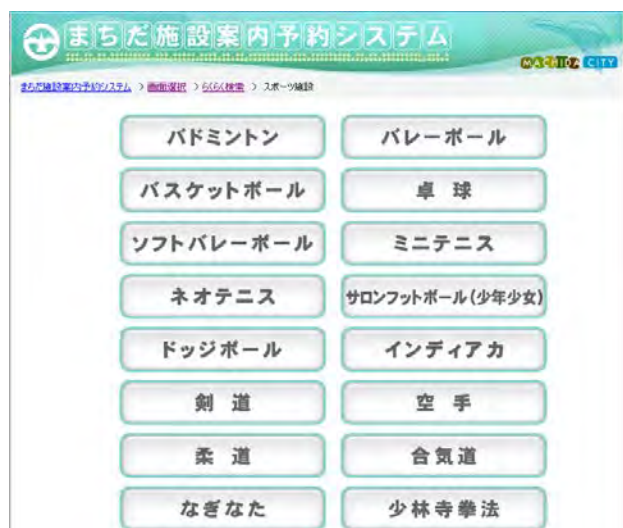 まちだ施設案内予約システム
MACHIDA CITY
まちだ施設案内予約システム > 画面選択 > らくらく検索 > スポーツ施設
バドミントン
バレーボール
バスケットボール
卓 球
ソフトバレーボール
ミニテニス
ネオテニス
サロンフットボール(少年少女)
ドッジボール
インディアカ
剣 道
空 手
柔 道
合気道
なぎなた
少林寺拳法